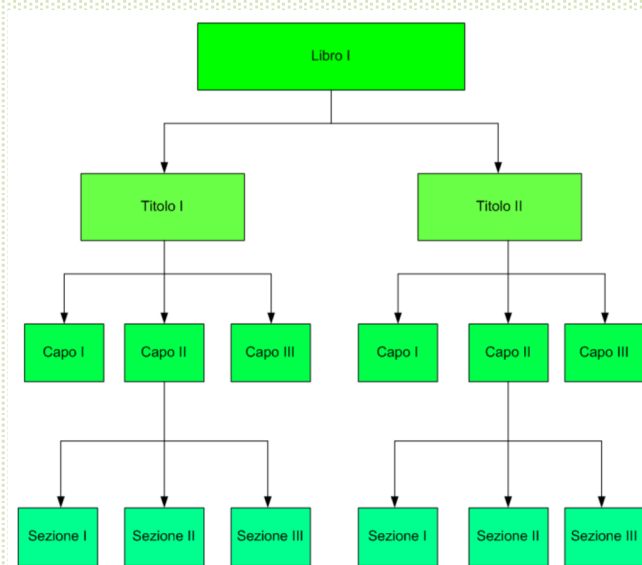 Libro I
Titolo I
Titolo II
Capo I
Capo II
Capo III
Capo I
Capo II
Capo III
Sezione I
Sezione II
Sezione III
Sezione I
Sezione II
Sezione III